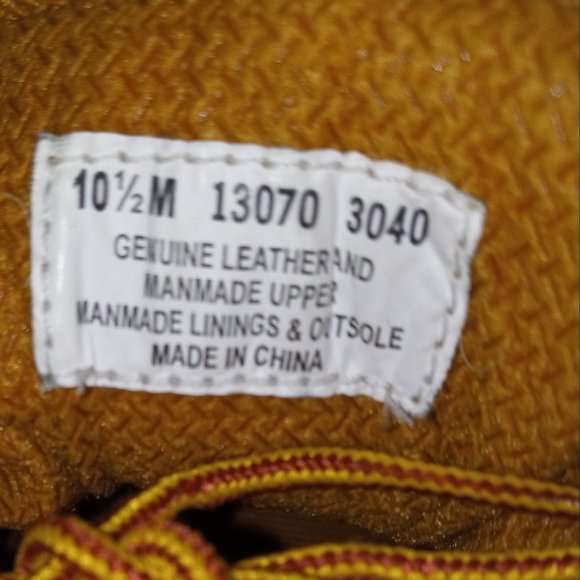 10½M 13070 3040
GENUINE LEATHER AND
MANMADE UPPER
MANMADE LININGS & OUTSOLE
MADE IN CHINA